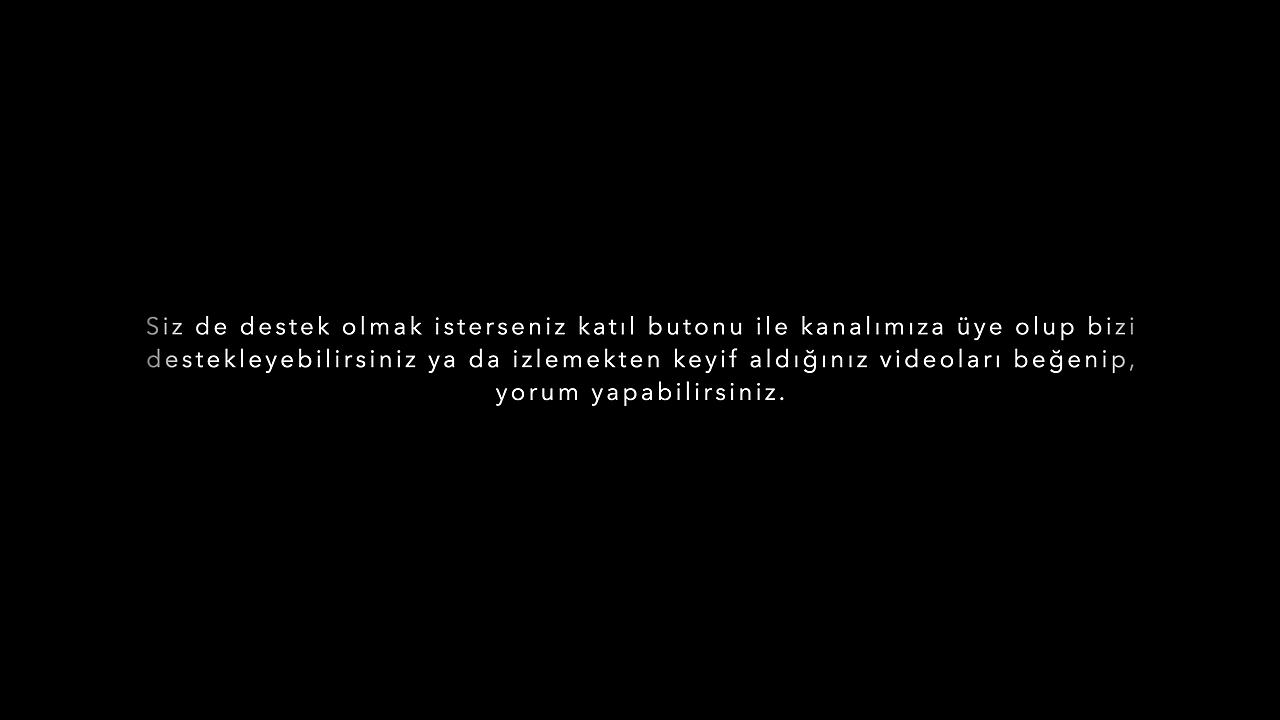 Siz de destek olmak isterseniz katıl butonu ile kanalımıza üye olup bizi
destekleyebilirsiniz ya da izlemekten keyif aldığınız videoları beğenip,
yorum yapabilirsiniz.